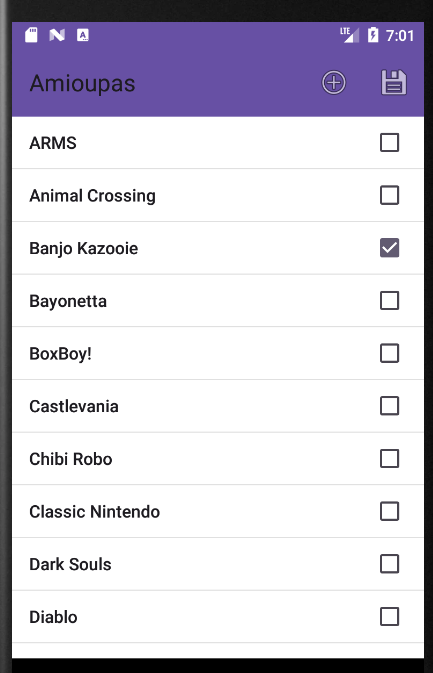 LTE 7:01
Amioupas
ARMS
Animal Crossing
Banjo Kazooie
Bayonetta
BoxBoy!
Castlevania
Chibi Robo
Classic Nintendo
Dark Souls
Diablo